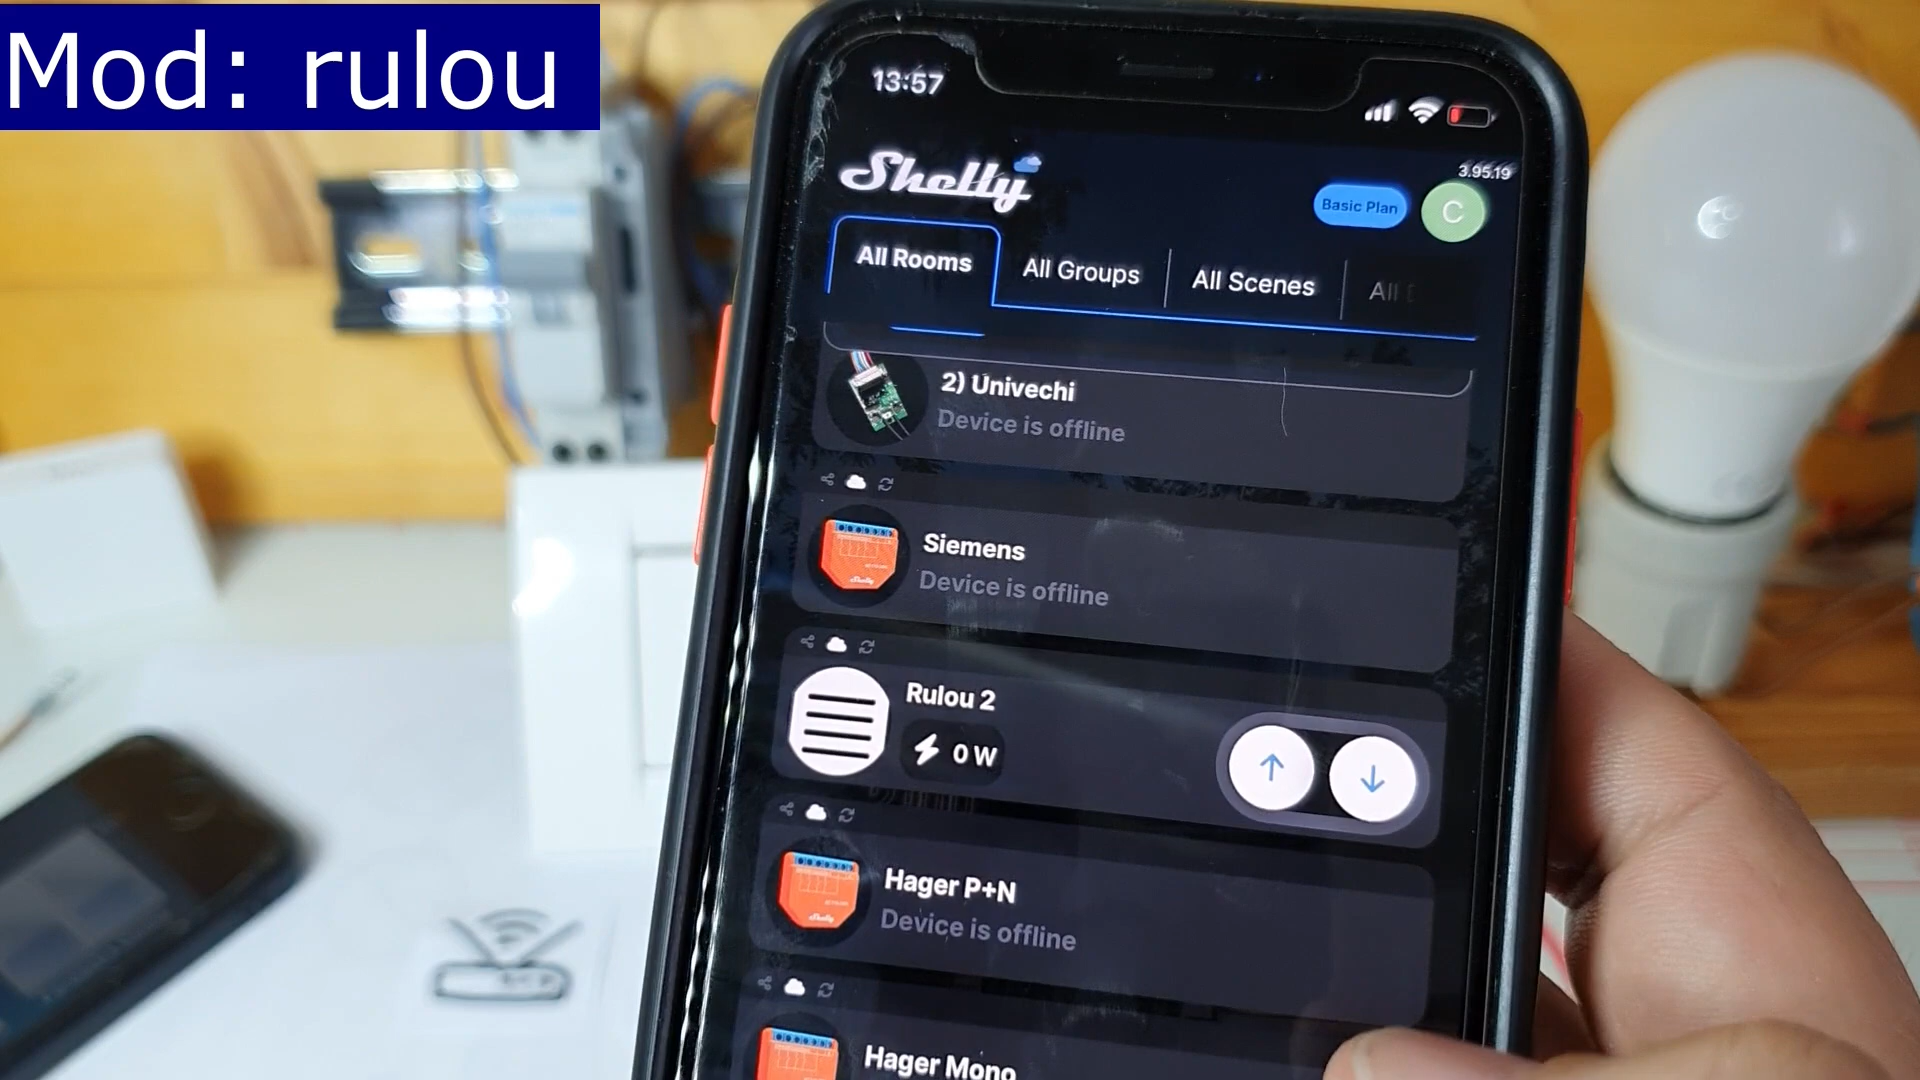 Mod: rulou
13:57
Shelly
3.95.19
Basic Plan
C
All Rooms
All Groups
All Scenes
All
2) Univechi
Device is offline
Siemens
Device is offline
Rulou 2
0 W
Hager P+N
Device is offline
Hager Mono